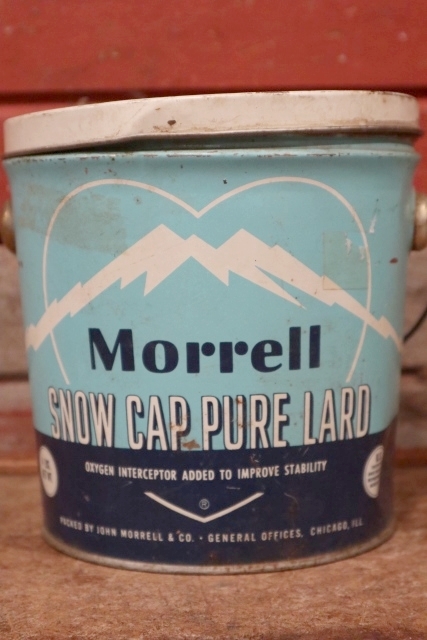 Morrell
SNOW CAP PURE LARD
OXYGEN INTERCEPTOR ADDED TO IMPROVE STABILITY
®
PACKED BY JOHN MORRELL & CO. • GENERAL OFFICES, CHICAGO, ILL.